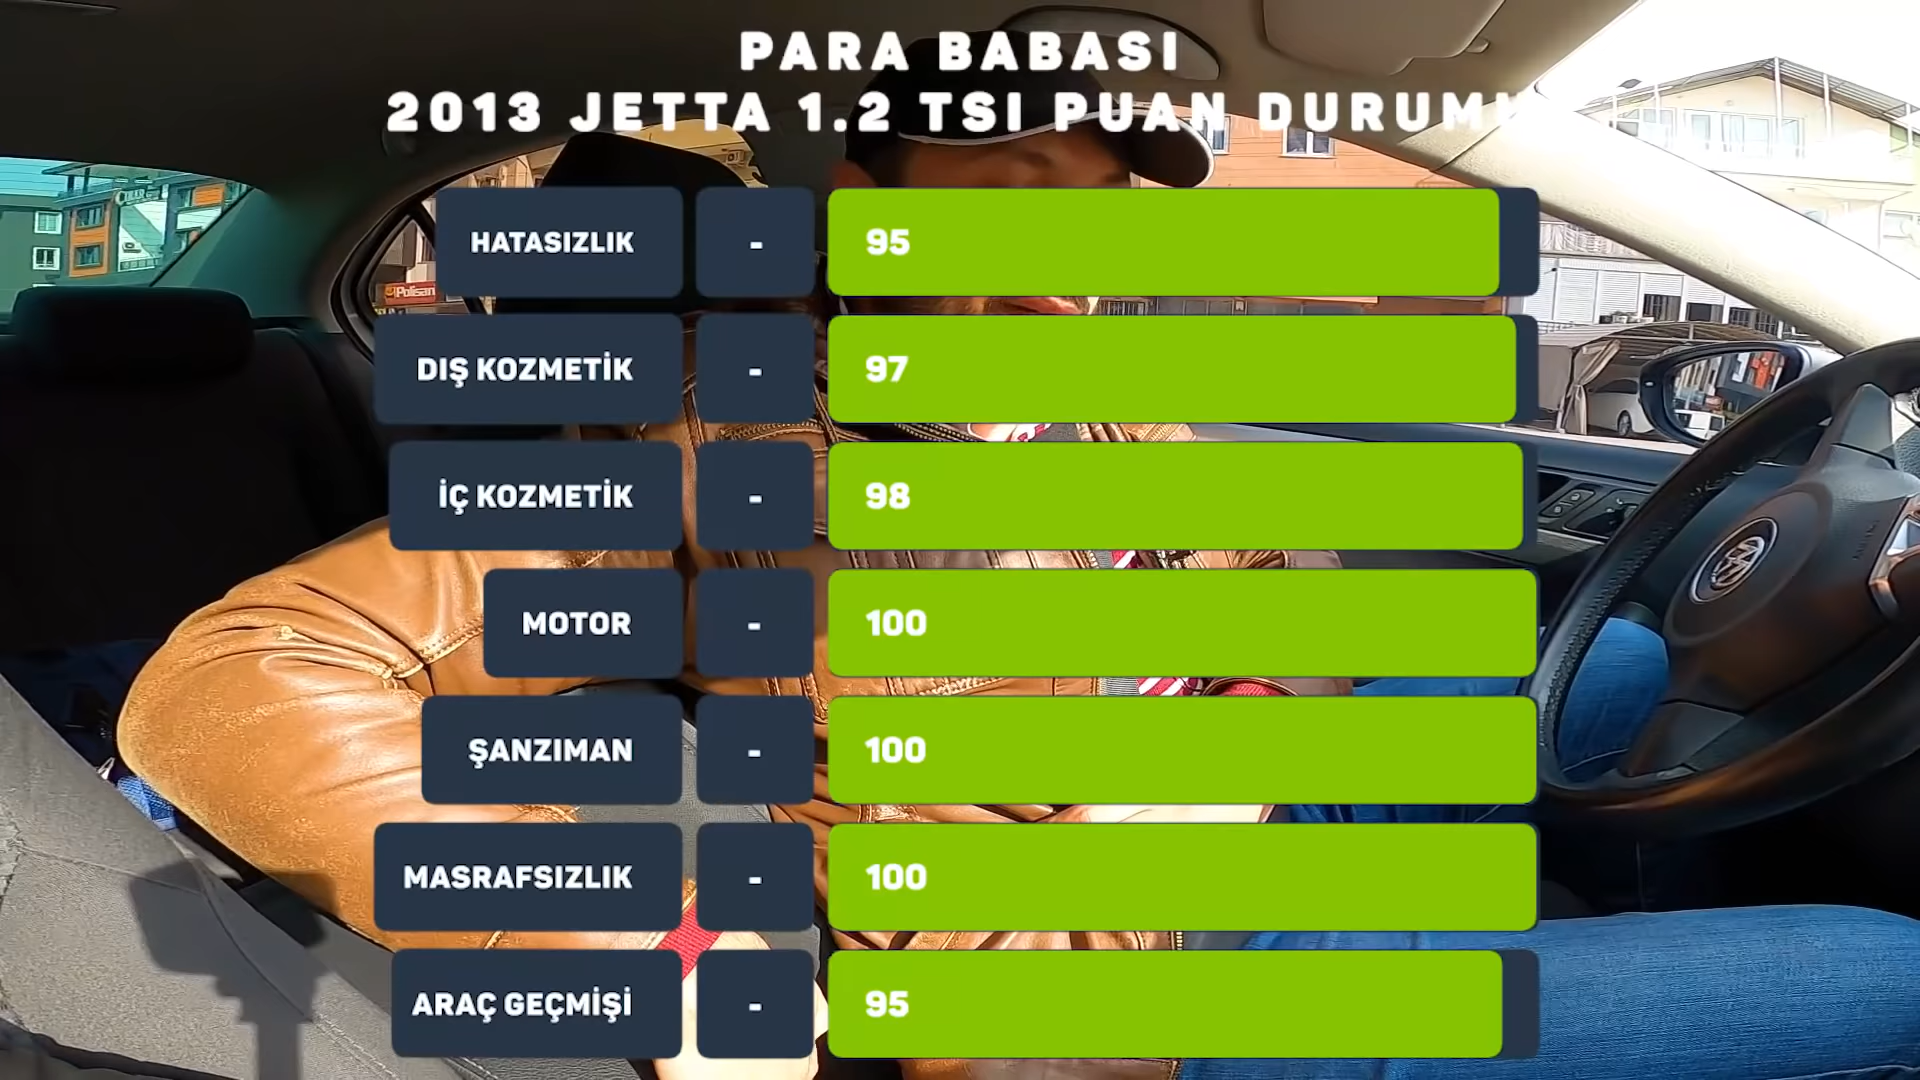 PARA BABASI
2013 JETTA 1.2 TSI PUAN DURUMU
HATASIZLIK - 95
DIŞ KOZMETİK - 97
İÇ KOZMETİK - 98
MOTOR - 100
ŞANZIMAN - 100
MASRAFSIZLIK - 100
ARAÇ GEÇMİŞİ - 95
Polisan